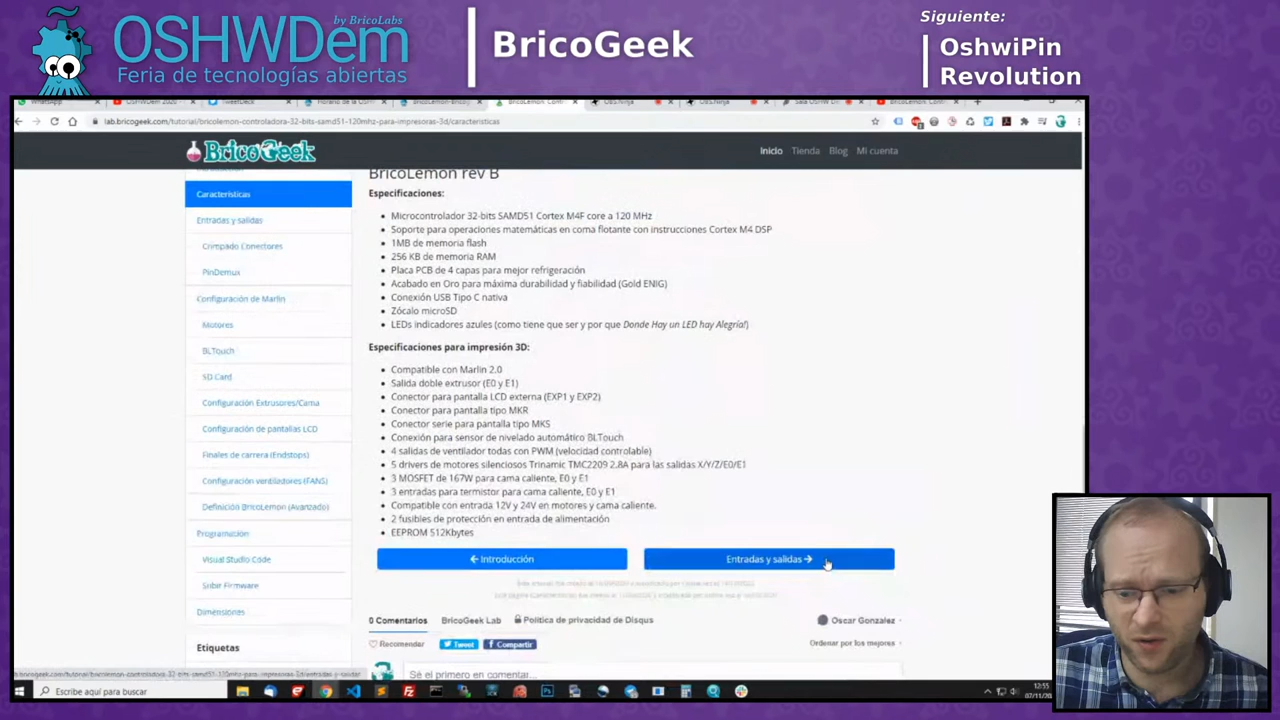 by BricoLabs
OSHWDem
Feria de tecnologías abiertas
BricoGeek
Siguiente:
OshwiPin
Revolution
WhatsApp
OSHWDem 2020
TweetDeck
OBS.Ninja
OBS.Ninja
lab.bricogeek.com/tutorial/bricolemon-controladora-32-bits-samd51-120mhz-para-impresoras-3d/caracteristicas
BricoGeek
Inicio
Tienda
Blog
Mi cuenta
Características
Entradas y salidas
PinDemux
Configuración de Marlin
Motores
BLTouch
SD Card
Configuración Extrusores/Cama
Configuración de pantallas LCD
Finales de carrera (Endstops)
Configuración ventiladores (FANS)
Definición BricoLemon (Avanzado)
Programación
Visual Studio Code
Subir Firmware
Dimensiones
Etiquetas
BricoLemon rev B
Especificaciones:
Microcontrolador 32-bits SAMD51 Cortex M4F core a 120 MHz
Soporte para operaciones matemáticas en coma flotante con instrucciones Cortex M4 DSP
1MB de memoria flash
256 KB de memoria RAM
Placa PCB de 4 capas para mejor refrigeración
Acabado en Oro para máxima durabilidad y fiabilidad (Gold ENIG)
Conexión USB Tipo C nativa
Zócalo microSD
LEDs indicadores azules (como tiene que ser y por que Donde Hay un LED hay Alegría!)
Especificaciones para impresión 3D:
Compatible con Marlin 2.0
Salida doble extrusor (E0 y E1)
Conector para pantalla LCD externa (EXP1 y EXP2)
Conector para pantalla tipo MKR
Conector serie para pantalla tipo MKS
Conexión para sensor de nivelado automático BLTouch
4 salidas de ventilador todas con PWM (velocidad controlable)
5 drivers de motores silenciosos Trinamic TMC2209 2.8A para las salidas X/Y/Z/E0/E1
3 MOSFET de 167W para cama caliente, E0 y E1
3 entradas para termistor para cama caliente, E0 y E1
Compatible con entrada 12V y 24V en motores y cama caliente.
2 fusibles de protección en entrada de alimentación
EEPROM 512Kbytes
← Introducción
Entradas y salidas →
0 Comentarios
BricoGeek Lab
Política de privacidad de Disqus
Oscar Gonzalez
Recomendar
Tweet
Compartir
Ordenar por los mejores
Sé el primero en comentar...
Escribe aquí para buscar
12:55